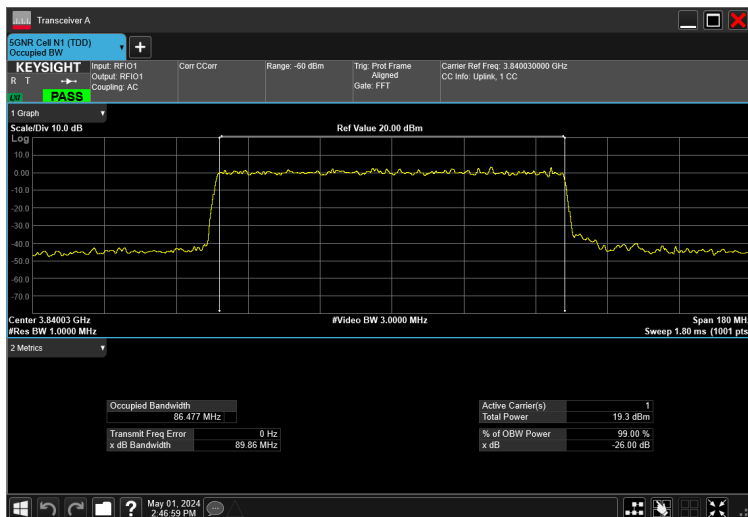 Transceiver A
5GNR Cell N1 (TDD)
Occupied BW
+
KEYSIGHT
R T
LXI
PASS
Input: RFIO1
Output: RFIO1
Coupling: AC
Corr CCorr
Range: -60 dBm
Trig: Prot Frame
Aligned
Gate: FFT
Carrier Ref Freq: 3.840030000 GHz
CC Info: Uplink, 1 CC
1 Graph
Scale/Div 10.0 dB
Ref Value 20.00 dBm
Log
10.0
0.00
-10.0
-20.0
-30.0
-40.0
-50.0
-60.0
-70.0
Center 3.84003 GHz
#Video BW 3.0000 MHz
Span 180 MH
#Res BW 1.0000 MHz
Sweep 1.80 ms (1001 pts
2 Metrics
Occupied Bandwidth
86.477 MHz
Transmit Freq Error 0 Hz
x dB Bandwidth 89.86 MHz
Active Carrier(s) 1
Total Power 19.3 dBm
% of OBW Power 99.00 %
x dB -26.00 dB
?
May 01, 2024
2:46:59 PM